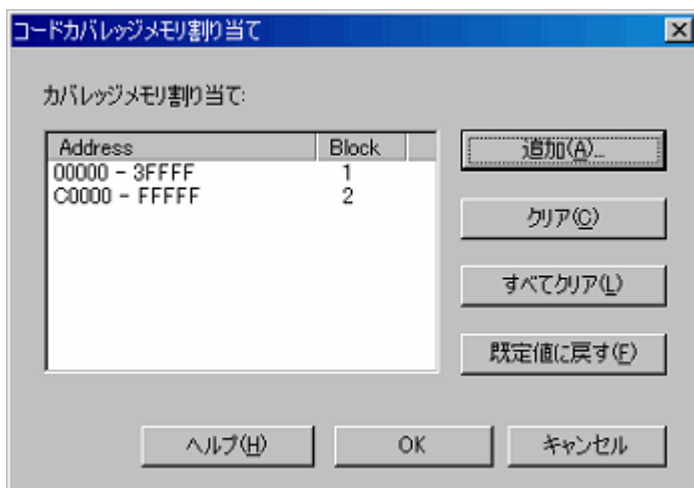 コードカバレッジメモリ割り当て
カバレッジメモリ割り当て:
Address Block
00000 - 3FFFF 1
C0000 - FFFFF 2
追加(A)...
クリア(C)
すべてクリア(L)
既定値に戻す(F)
ヘルプ(H) OK キャンセル